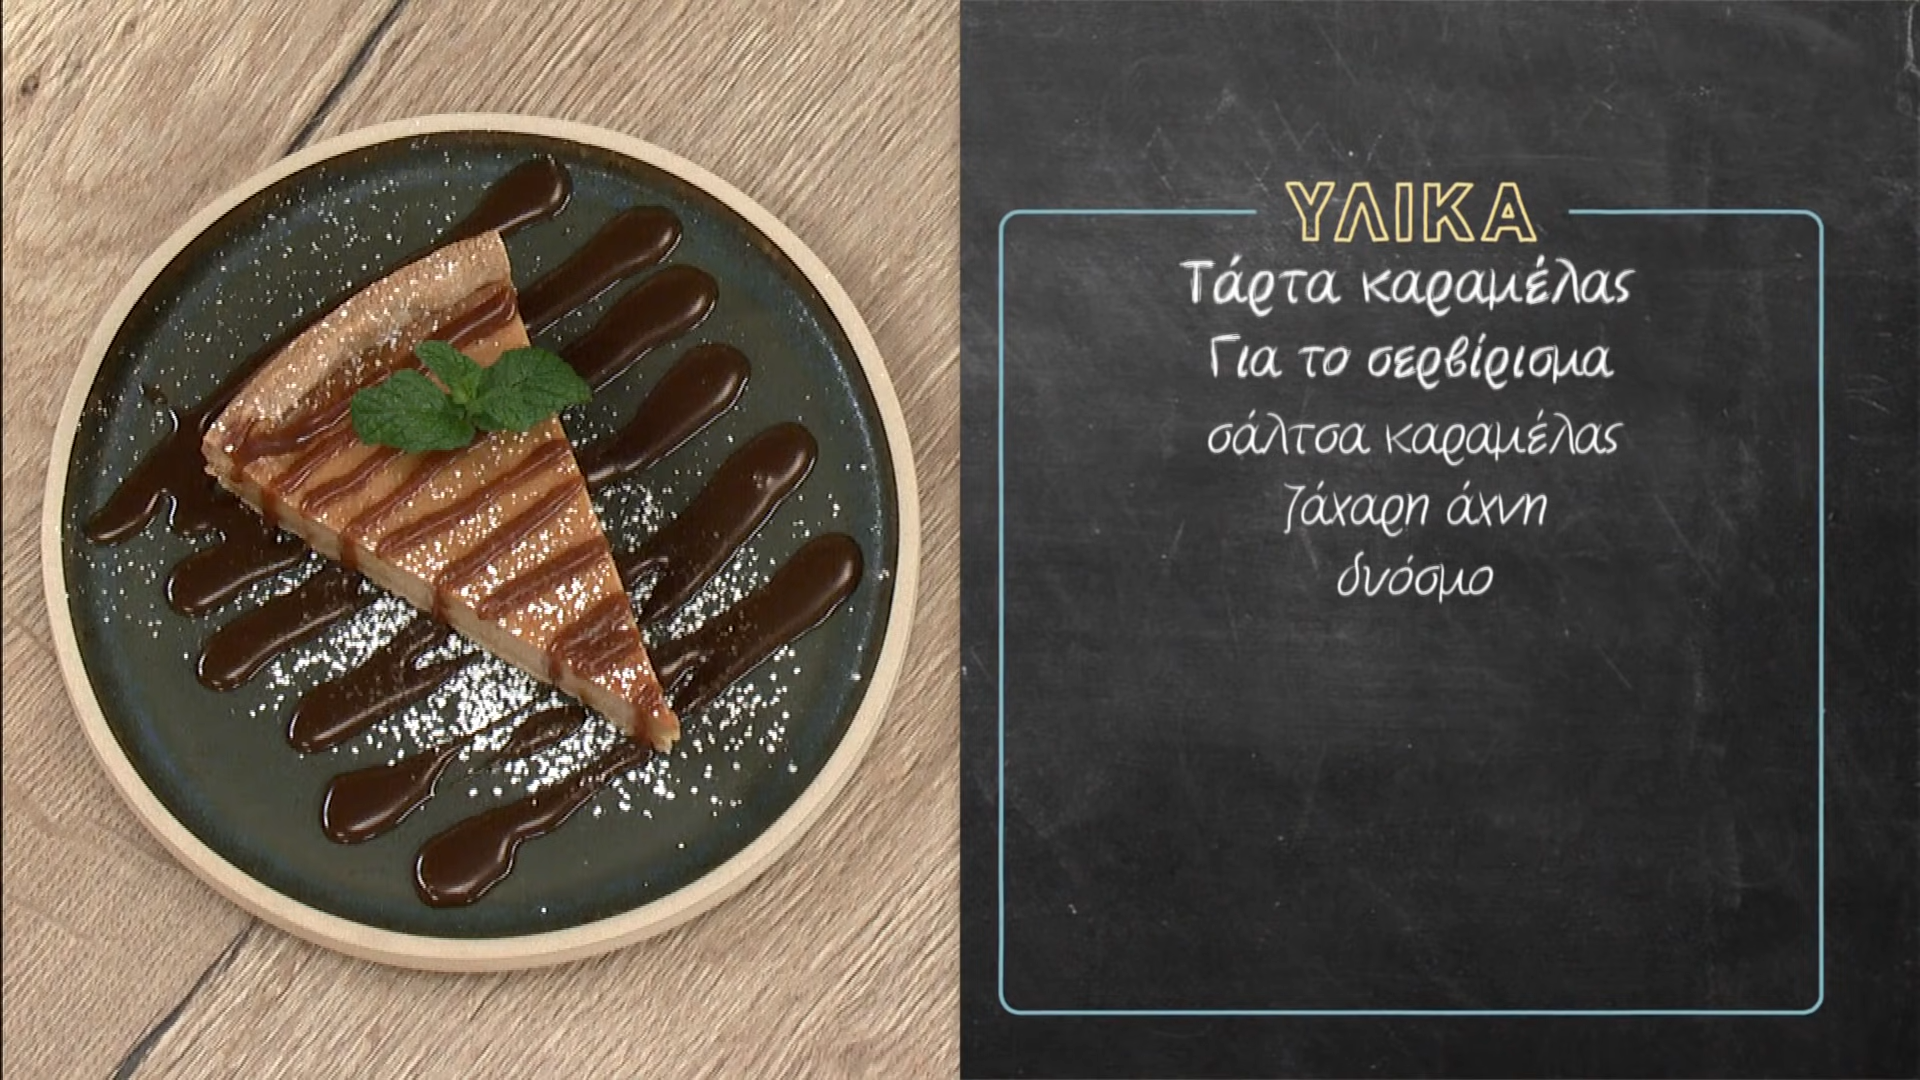 ΥΛΙΚΑ
Τάρτα καραμέλας
Για το σερβίρισμα
σάλτσα καραμέλας
ζάχαρη άχνη
δυόσμο